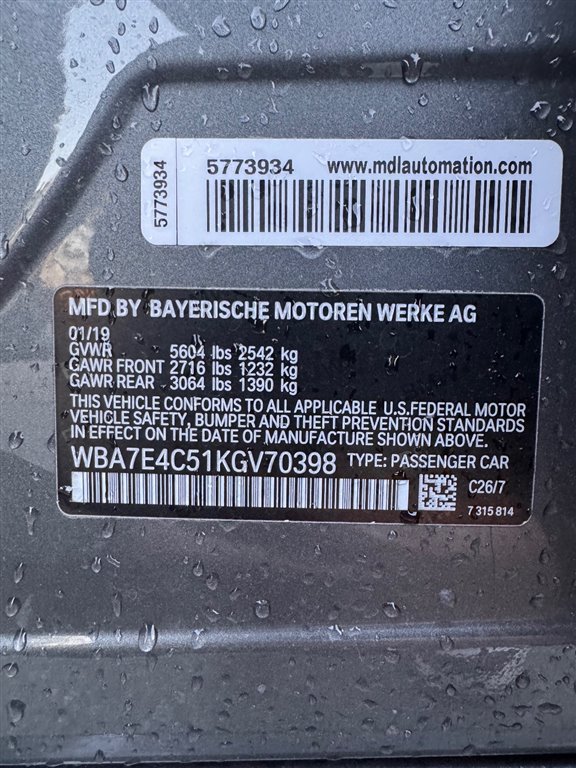 5773934
5773934 www.mdlautomation.com
MFD BY BAYERISCHE MOTOREN WERKE AG
01/19
GVWR 5604 lbs 2542 kg
GAWR FRONT 2716 lbs 1232 kg
GAWR REAR 3064 lbs 1390 kg
THIS VEHICLE CONFORMS TO ALL APPLICABLE U.S.FEDERAL MOTOR
VEHICLE SAFETY, BUMPER AND THEFT PREVENTION STANDARDS
IN EFFECT ON THE DATE OF MANUFACTURE SHOWN ABOVE.
WBA7E4C51KGV70398 TYPE: PASSENGER CAR
C26/7
7 315 814